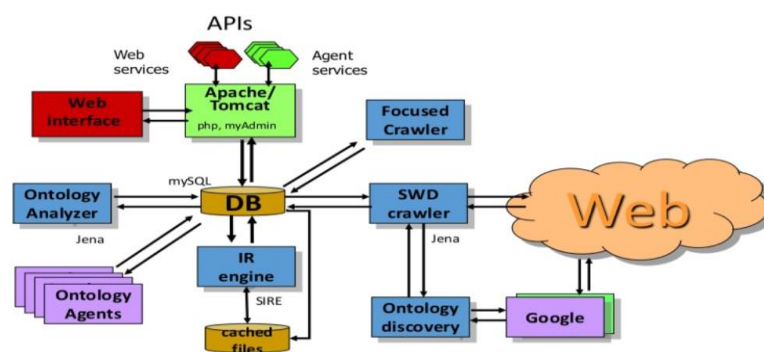 APIs
Web
services
Agent
services
Apache/
Tomcat
php, myAdmin
Web
interface
Focused
Crawler
mySQL
DB
Ontology
Analyzer
Jena
SWD
crawler
Jena
Web
IR
engine
SIRE
Ontology
Agents
cached
files
Ontology
discovery
Google